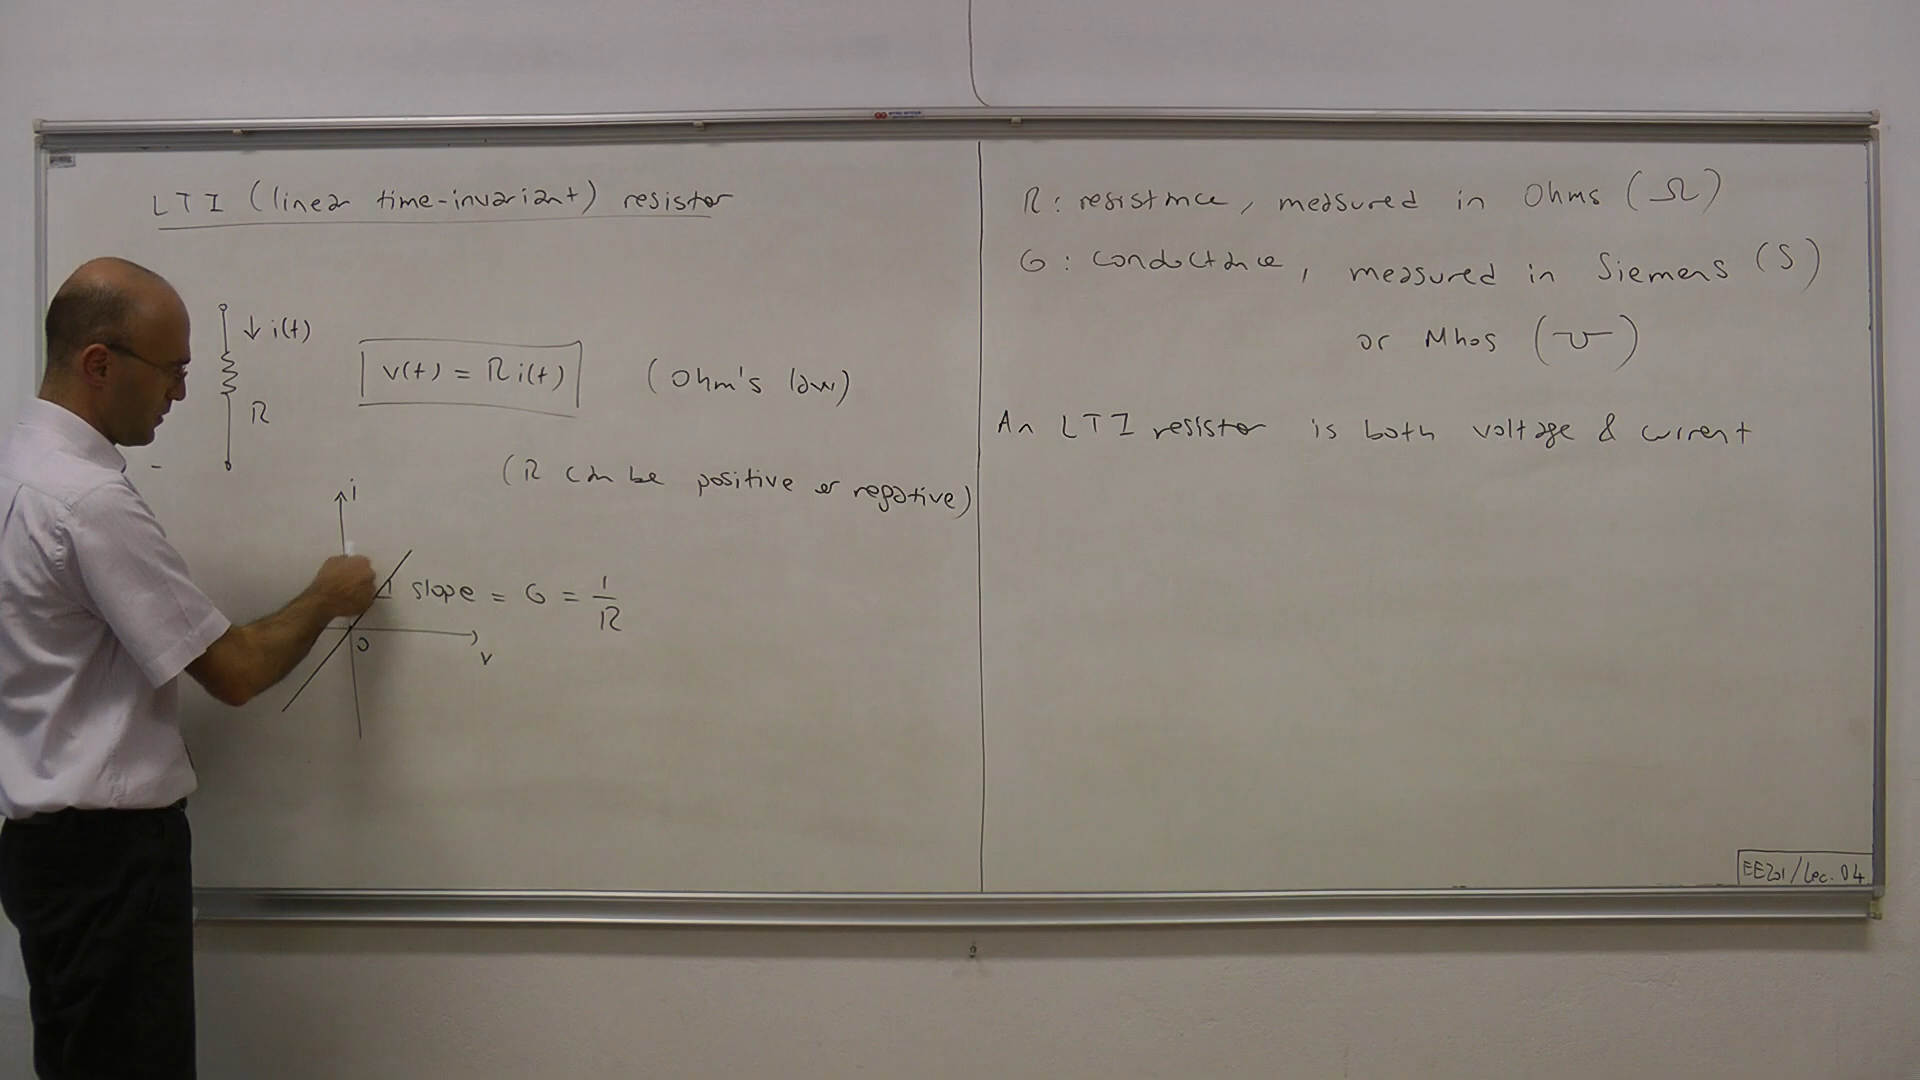 LTI (linear time-invariant) resistor
↓ i(t)
v(t) = R i(t) (Ohm's law)
R
-
(R can be positive or negative)
i
slope = G = 1/R
0
v
R : resistance, measured in Ohms (Ω)
G : conductance, measured in Siemens (S)
or Mhos (℧)
An LTI resistor is both voltage & current
EE201/Lec. 04